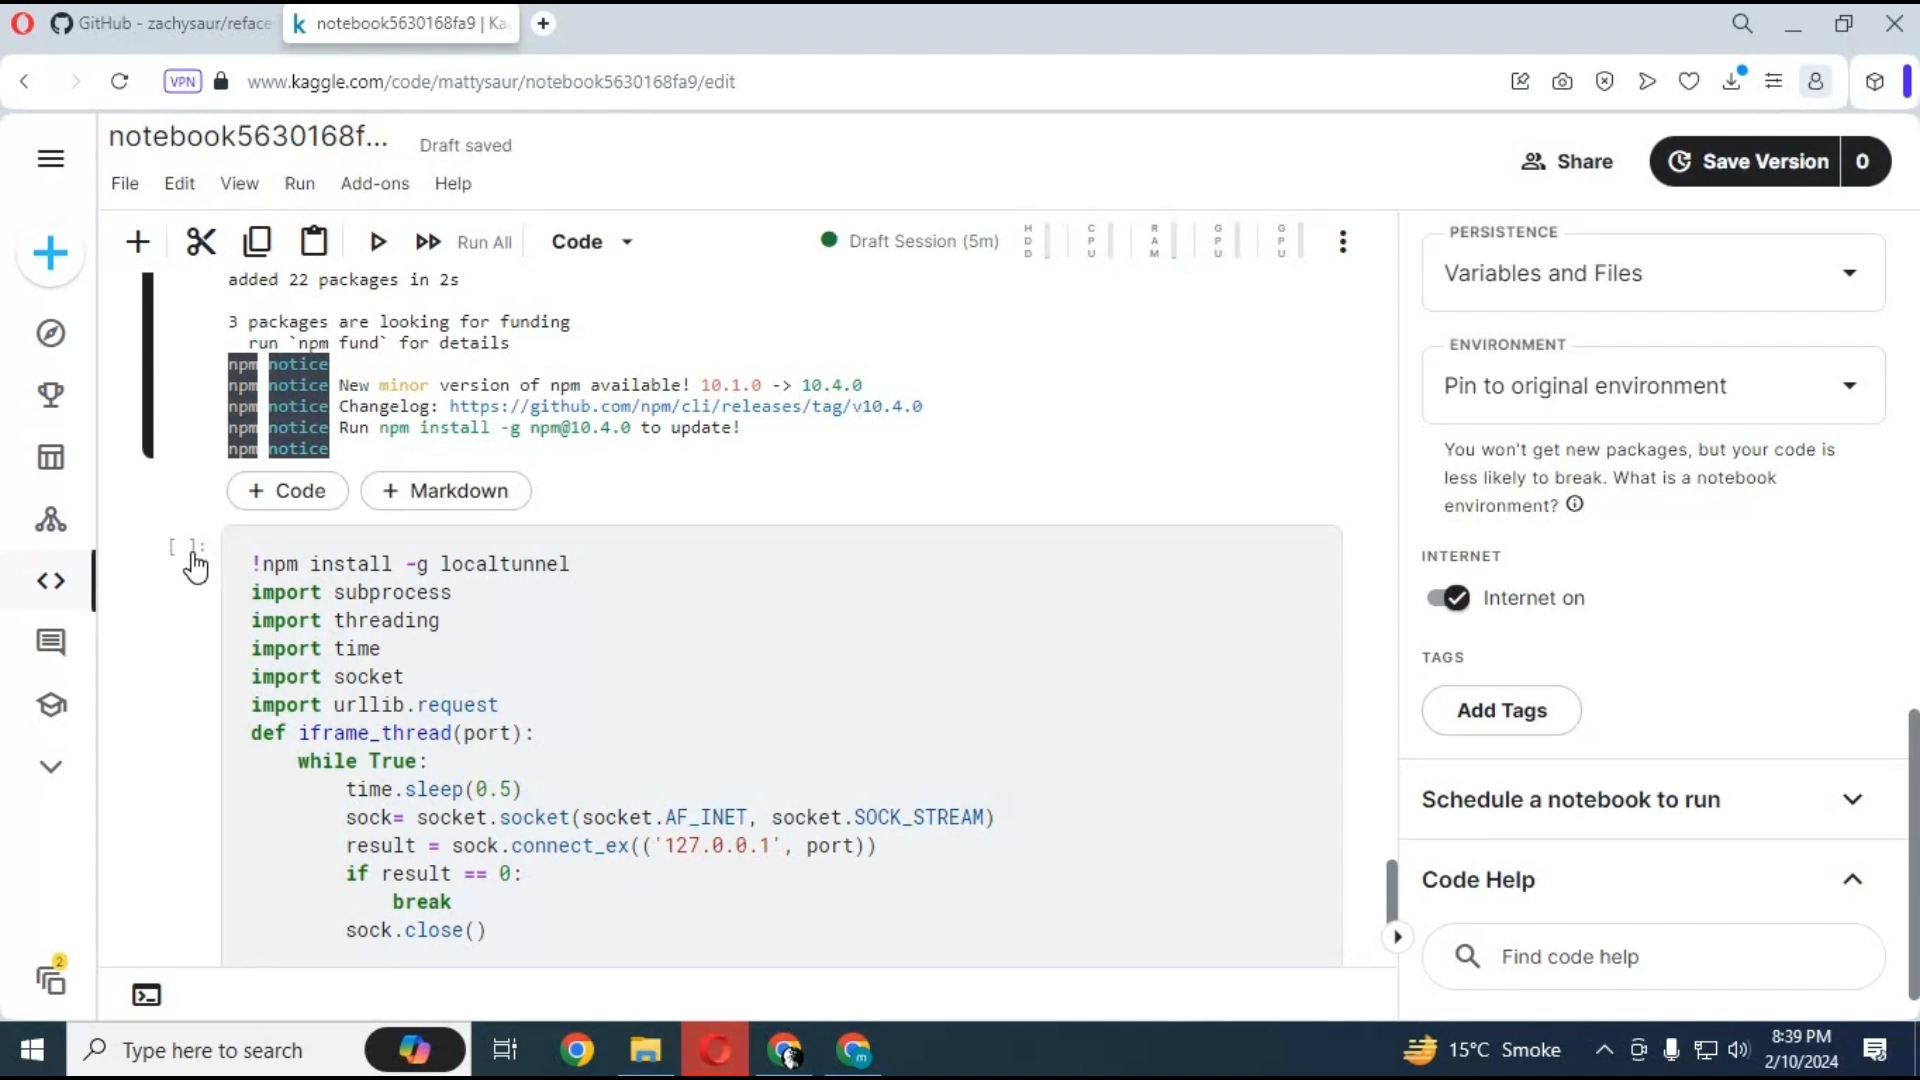 GitHub - zachysaur/reface
notebook5630168fa9 | Ka
VPN
www.kaggle.com/code/mattysaur/notebook5630168fa9/edit
notebook5630168f...
Draft saved
File
Edit
View
Run
Add-ons
Help
Share
Save Version
0
Run All
Code
Draft Session (5m)
HDD
CPU
RAM
GPU
GPU
added 22 packages in 2s
3 packages are looking for funding
run `npm fund` for details
npm notice
npm notice New minor version of npm available! 10.1.0 -> 10.4.0
npm notice Changelog: https://github.com/npm/cli/releases/tag/v10.4.0
npm notice Run npm install -g npm@10.4.0 to update!
npm notice
+ Code
+ Markdown
[ ]:
!npm install -g localtunnel
import subprocess
import threading
import time
import socket
import urllib.request
def iframe_thread(port):
while True:
time.sleep(0.5)
sock= socket.socket(socket.AF_INET, socket.SOCK_STREAM)
result = sock.connect_ex(('127.0.0.1', port))
if result == 0:
break
sock.close()
PERSISTENCE
Variables and Files
ENVIRONMENT
Pin to original environment
You won't get new packages, but your code is
less likely to break. What is a notebook
environment?
INTERNET
Internet on
TAGS
Add Tags
Schedule a notebook to run
Code Help
Find code help
2
Type here to search
15°C Smoke
8:39 PM
2/10/2024